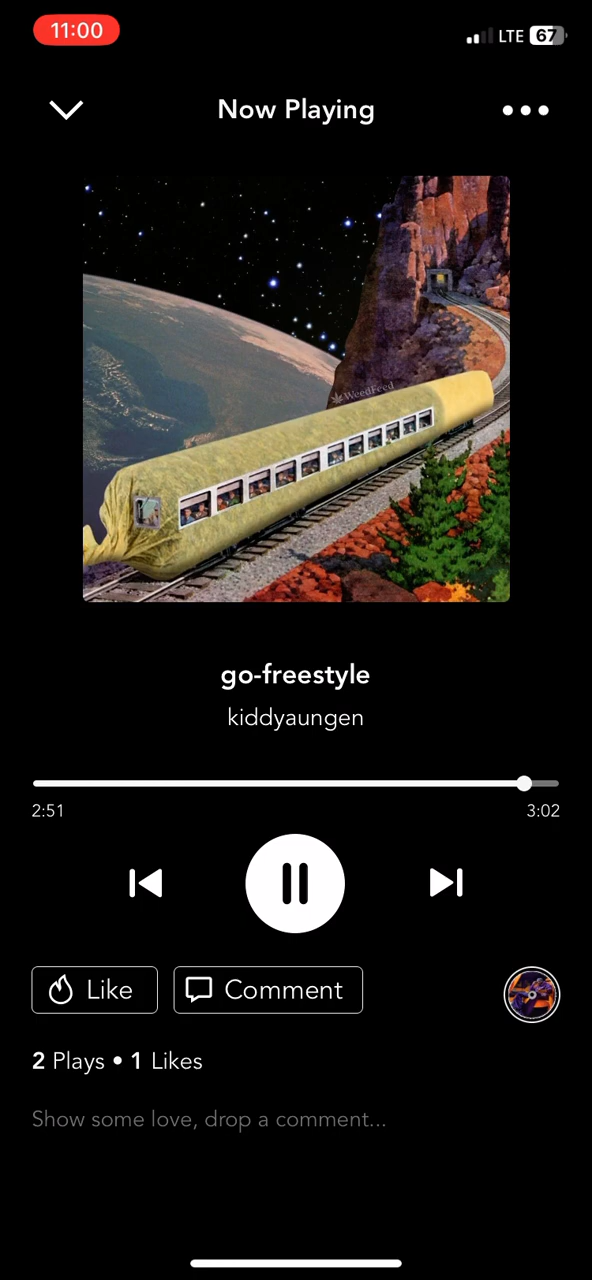 11:00
LTE 67
Now Playing
WeedFeed
go-freestyle
kiddyaungen
2:51
3:02
Like
Comment
2 Plays • 1 Likes
Show some love, drop a comment...